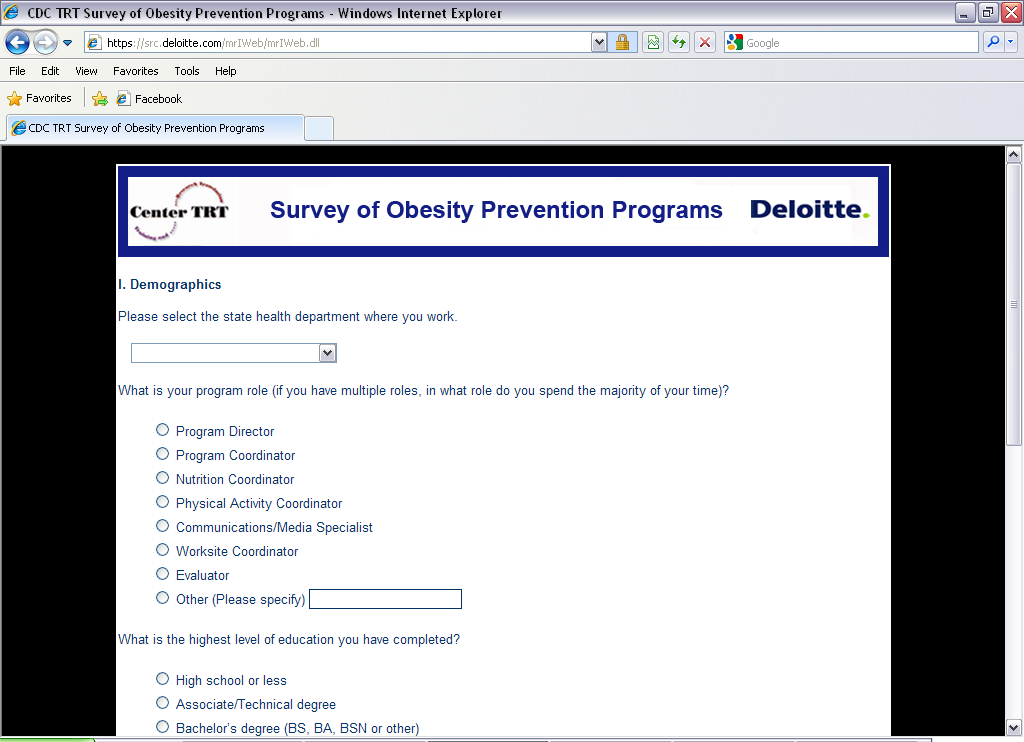 CDC TRT Survey of Obesity Prevention Programs - Windows Internet Explorer
https://src.deloitte.com/mrIWeb/mrIWeb.dll
Google
File Edit View Favorites Tools Help
Favorites
Facebook
CDC TRT Survey of Obesity Prevention Programs
Center TRT
Survey of Obesity Prevention Programs
Deloitte.
I. Demographics
Please select the state health department where you work.
What is your program role (if you have multiple roles, in what role do you spend the majority of your time)?
Program Director
Program Coordinator
Nutrition Coordinator
Physical Activity Coordinator
Communications/Media Specialist
Worksite Coordinator
Evaluator
Other (Please specify)
What is the highest level of education you have completed?
High school or less
Associate/Technical degree
Bachelor's degree (BS, BA, BSN or other)